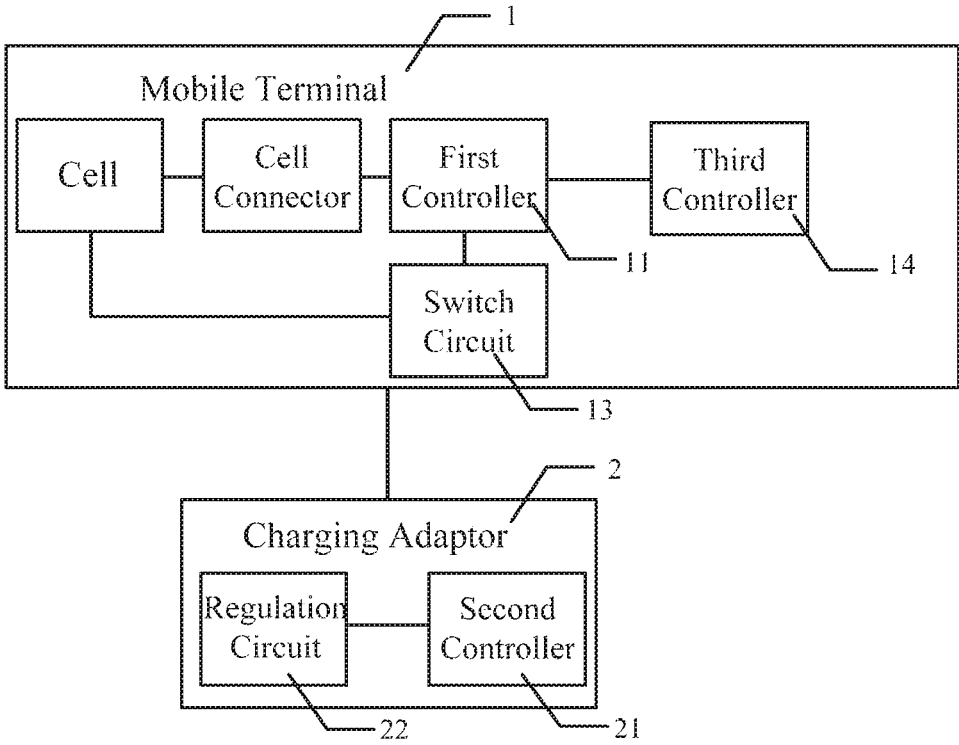 1
Mobile Terminal
Cell
Cell
Connector
First
Controller
Third
Controller
11
14
Switch
Circuit
13
2
Charging Adaptor
Regulation
Circuit
Second
Controller
22
21